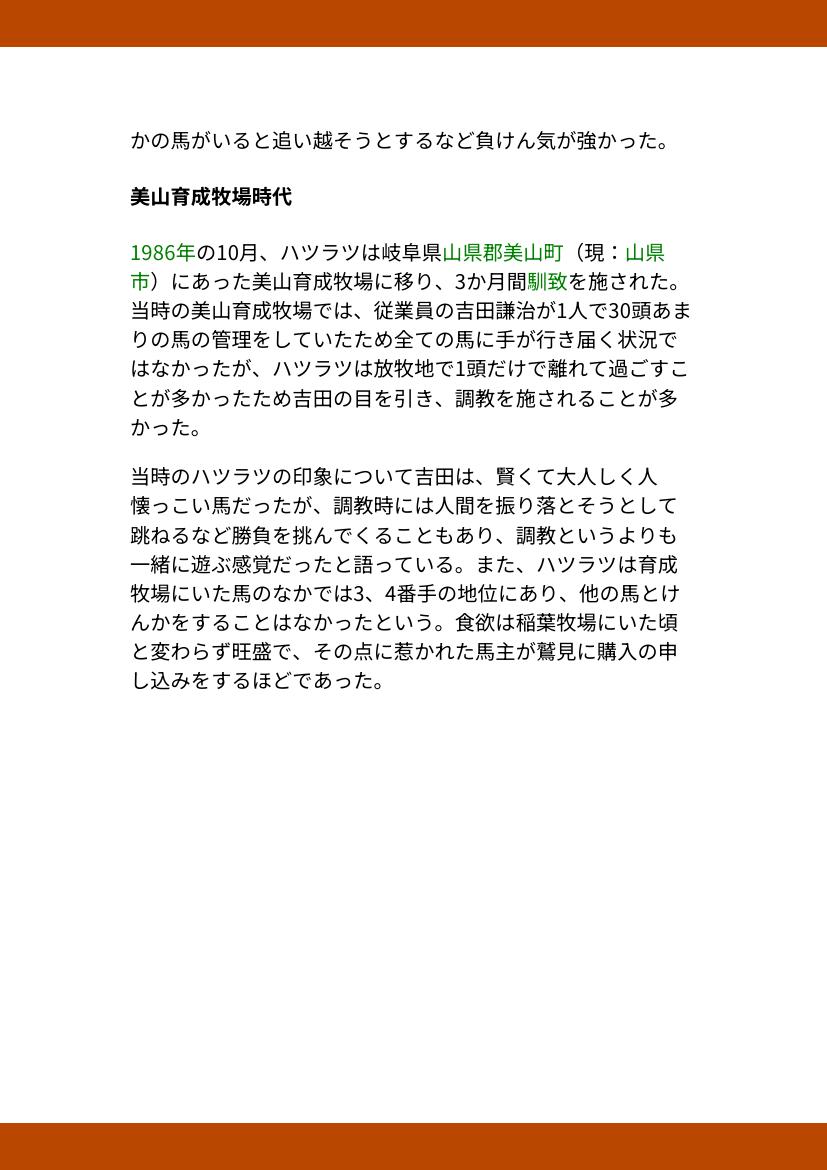 かの馬がいると追い越そうとするなど負けん気が強かった。
美山育成牧場時代
1986年の10月、ハツラツは岐阜県山県郡美山町（現：山県
市）にあった美山育成牧場に移り、3か月間馴致を施された。
当時の美山育成牧場では、従業員の吉田謙治が1人で30頭あま
りの馬の管理をしていたため全ての馬に手が行き届く状況で
はなかったが、ハツラツは放牧地で1頭だけで離れて過ごすこ
とが多かったため吉田の目を引き、調教を施されることが多
かった。
当時のハツラツの印象について吉田は、賢くて大人しく人
懐っこい馬だったが、調教時には人間を振り落とそうとして
跳ねるなど勝負を挑んでくることもあり、調教というよりも
一緒に遊ぶ感覚だったと語っている。また、ハツラツは育成
牧場にいた馬のなかでは3、4番手の地位にあり、他の馬とけ
んかをすることはなかったという。食欲は稲葉牧場にいた頃
と変わらず旺盛で、その点に惹かれた馬主が鷲見に購入の申
し込みをするほどであった。